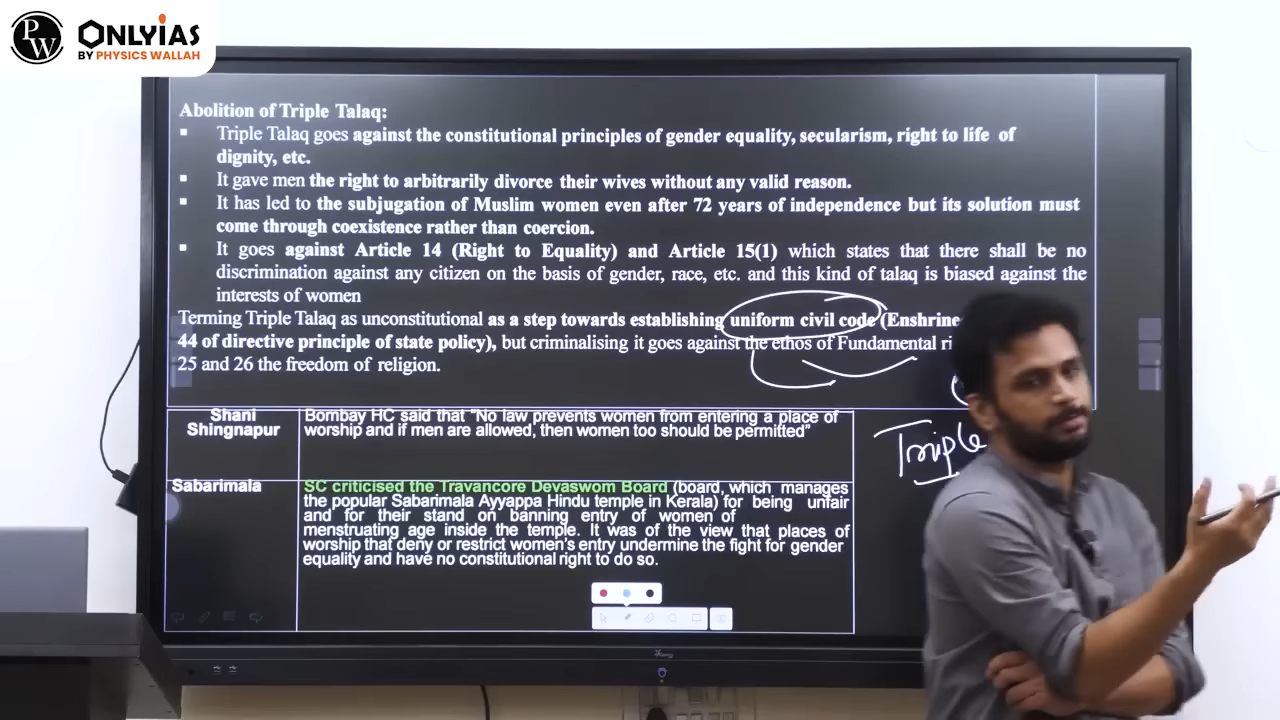 PW
ONLYIAS
BY PHYSICS WALLAH
Abolition of Triple Talaq:
▪ Triple Talaq goes against the constitutional principles of gender equality, secularism, right to life of
dignity, etc.
▪ It gave men the right to arbitrarily divorce their wives without any valid reason.
▪ It has led to the subjugation of Muslim women even after 72 years of independence but its solution must
come through coexistence rather than coercion.
▪ It goes against Article 14 (Right to Equality) and Article 15(1) which states that there shall be no
discrimination against any citizen on the basis of gender, race, etc. and this kind of talaq is biased against the
interests of women
Terming Triple Talaq as unconstitutional as a step towards establishing uniform civil code (Enshrine
44 of directive principle of state policy), but criminalising it goes against the ethos of Fundamental ri
25 and 26 the freedom of religion.
Shani
Shingnapur
Bombay HC said that “No law prevents women from entering a place of
worship and if men are allowed, then women too should be permitted”
Triple
Sabarimala
SC criticised the Travancore Devaswom Board (board, which manages
the popular Sabarimala Ayyappa Hindu temple in Kerala) for being unfair
and for their stand on banning entry of women of
menstruating age inside the temple. It was of the view that places of
worship that deny or restrict women's entry undermine the fight for gender
equality and have no constitutional right to do so.